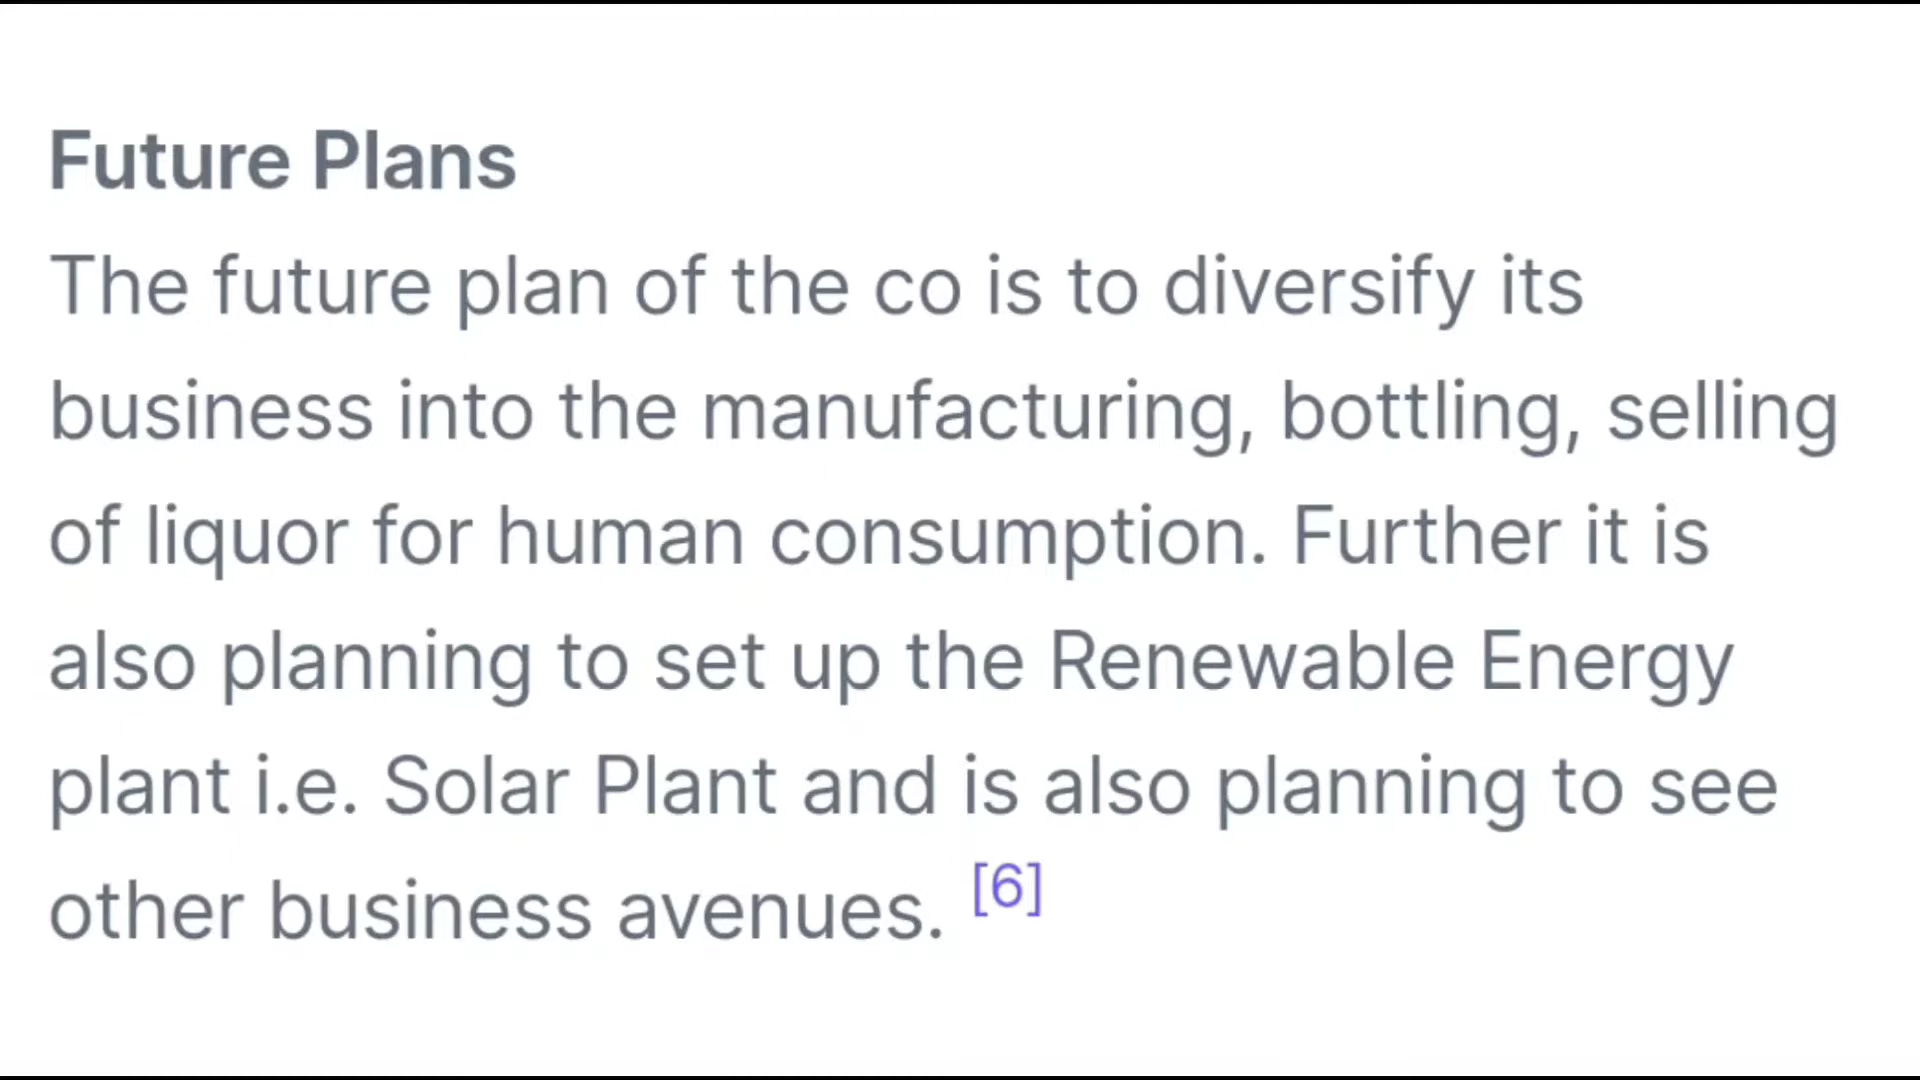 Future Plans
The future plan of the co is to diversify its
business into the manufacturing, bottling, selling
of liquor for human consumption. Further it is
also planning to set up the Renewable Energy
plant i.e. Solar Plant and is also planning to see
other business avenues. [6]